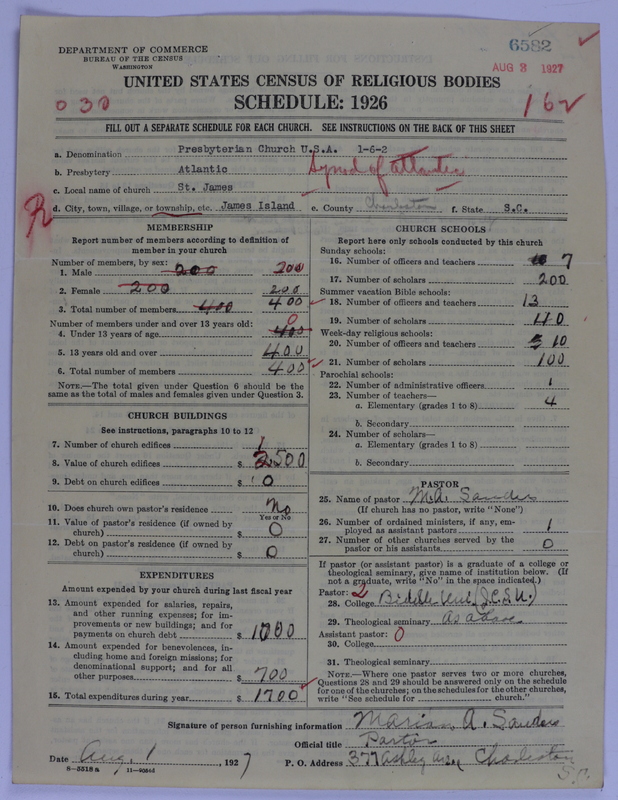 6582
AUG 3 1927
DEPARTMENT OF COMMERCE
BUREAU OF THE CENSUS
WASHINGTON
UNITED STATES CENSUS OF RELIGIOUS BODIES
SCHEDULE: 1926
030
162
FILL OUT A SEPARATE SCHEDULE FOR EACH CHURCH. SEE INSTRUCTIONS ON THE BACK OF THIS SHEET
a. Denomination Presbyterian Church U.S.A. 1-6-2
b. Presbytery Atlantic Synod of Atlantic
c. Local name of church St. James
d. City, town, village, or township, etc. James Island e. County Charleston f. State S.C.
R
MEMBERSHIP
Report number of members according to definition of
member in your church
Number of members, by sex:
1. Male 200 200
2. Female 200 200
3. Total number of members 400 400
Number of members under and over 13 years old: 0
4. Under 13 years of age 400
5. 13 years old and over 400
6. Total number of members 400
NOTE.—The total given under Question 6 should be
same as the total of males and females given under Question 3.
CHURCH BUILDINGS
See instructions, paragraphs 10 to 12
7. Number of church edifices 1
8. Value of church edifices $ 2500
9. Debt on church edifices $ 0
10. Does church own pastor's residence? No
Yes or No
11. Value of pastor's residence (if owned by
church) $ 0
12. Debt on pastor's residence (if owned by
church) $ 0
EXPENDITURES
Amount expended by your church during last fiscal year
13. Amount expended for salaries, repairs,
and other running expenses; for im-
provements or new buildings; and for
payments on church debt $ 1000
14. Amount expended for benevolences, in-
cluding home and foreign missions; for
denominational support; and for all
other purposes $ 700
15. Total expenditures during year $ 1700
CHURCH SCHOOLS
Report here only schools conducted by this church
Sunday schools:
16. Number of officers and teachers 7
17. Number of scholars 200
Summer vacation Bible schools:
18. Number of officers and teachers 13
19. Number of scholars 40
Week-day religious schools:
20. Number of officers and teachers 10
21. Number of scholars 100
Parochial schools:
22. Number of administrative officers 1
23. Number of teachers—
a. Elementary (grades 1 to 8) 4
b. Secondary
24. Number of scholars—
a. Elementary (grades 1 to 8)
b. Secondary
PASTOR
25. Name of pastor M.A. Sanders
(If church has no pastor, write "None")
26. Number of ordained ministers, if any, em-
ployed as assistant pastors 1
27. Number of other churches served by the
pastor or his assistants 0
If pastor (or assistant pastor) is a graduate of a college or
theological seminary, give name of institution below. (If
not a graduate, write "No" in the space indicated.)
Pastor: 2
28. College Biddle Univ (J.C.S.U.)
29. Theological seminary as above
Assistant pastor: 0
30. College
31. Theological seminary
NOTE.—Where one pastor serves two or more churches,
Questions 28 and 29 should be answered only on the schedule
for one of the churches; on the schedules for the other churches,
write "See schedule for church."
Signature of person furnishing information Marion A. Sanders
Official title Pastor
Date Aug. 1, 1927 P. O. Address 377 Ashley Ave, Charleston
S.C.